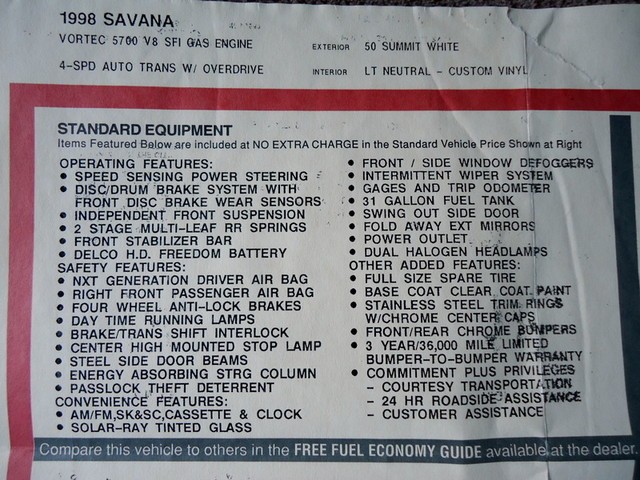 1998 SAVANA
VORTEC 5700 V8 SFI GAS ENGINE
EXTERIOR 50 SUMMIT WHITE
4-SPD AUTO TRANS W/ OVERDRIVE
INTERIOR LT NEUTRAL - CUSTOM VINYL
STANDARD EQUIPMENT
Items Featured Below are included at NO EXTRA CHARGE in the Standard Vehicle Price Shown at Right
OPERATING FEATURES:
• SPEED SENSING POWER STEERING
• DISC/DRUM BRAKE SYSTEM WITH
FRONT DISC BRAKE WEAR SENSORS
• INDEPENDENT FRONT SUSPENSION
• 2 STAGE MULTI-LEAF RR SPRINGS
• FRONT STABILIZER BAR
• DELCO H.D. FREEDOM BATTERY
SAFETY FEATURES:
• NXT GENERATION DRIVER AIR BAG
• RIGHT FRONT PASSENGER AIR BAG
• FOUR WHEEL ANTI-LOCK BRAKES
• DAY TIME RUNNING LAMPS
• BRAKE/TRANS SHIFT INTERLOCK
• CENTER HIGH MOUNTED STOP LAMP
• STEEL SIDE DOOR BEAMS
• ENERGY ABSORBING STRG COLUMN
• PASSLOCK THEFT DETERRENT
CONVENIENCE FEATURES:
• AM/FM,SK&SC,CASSETTE & CLOCK
• SOLAR-RAY TINTED GLASS
• FRONT / SIDE WINDOW DEFOGGERS
• INTERMITTENT WIPER SYSTEM
• GAGES AND TRIP ODOMETER
• 31 GALLON FUEL TANK
• SWING OUT SIDE DOOR
• FOLD AWAY EXT MIRRORS
• POWER OUTLET
• DUAL HALOGEN HEADLAMPS
OTHER ADDED FEATURES:
• FULL SIZE SPARE TIRE
• BASE COAT CLEAR COAT PAINT
• STAINLESS STEEL TRIM RINGS
W/CHROME CENTER CAPS
• FRONT/REAR CHROME BUMPERS
• 3 YEAR/36,000 MILE LIMITED
BUMPER-TO-BUMPER WARRANTY
• COMMITMENT PLUS PRIVILEGES
- COURTESY TRANSPORTATION
- 24 HR ROADSIDE ASSISTANCE
- CUSTOMER ASSISTANCE
Compare this vehicle to others in the FREE FUEL ECONOMY GUIDE available at the dealer.